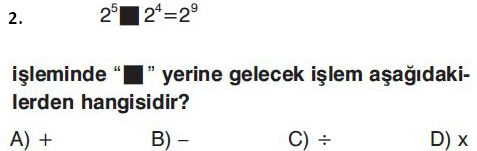 2. 2⁵■2⁴=2⁹
işleminde “■” yerine gelecek işlem aşağıdaki-
lerden hangisidir?
A) + B) – C) ÷ D) x